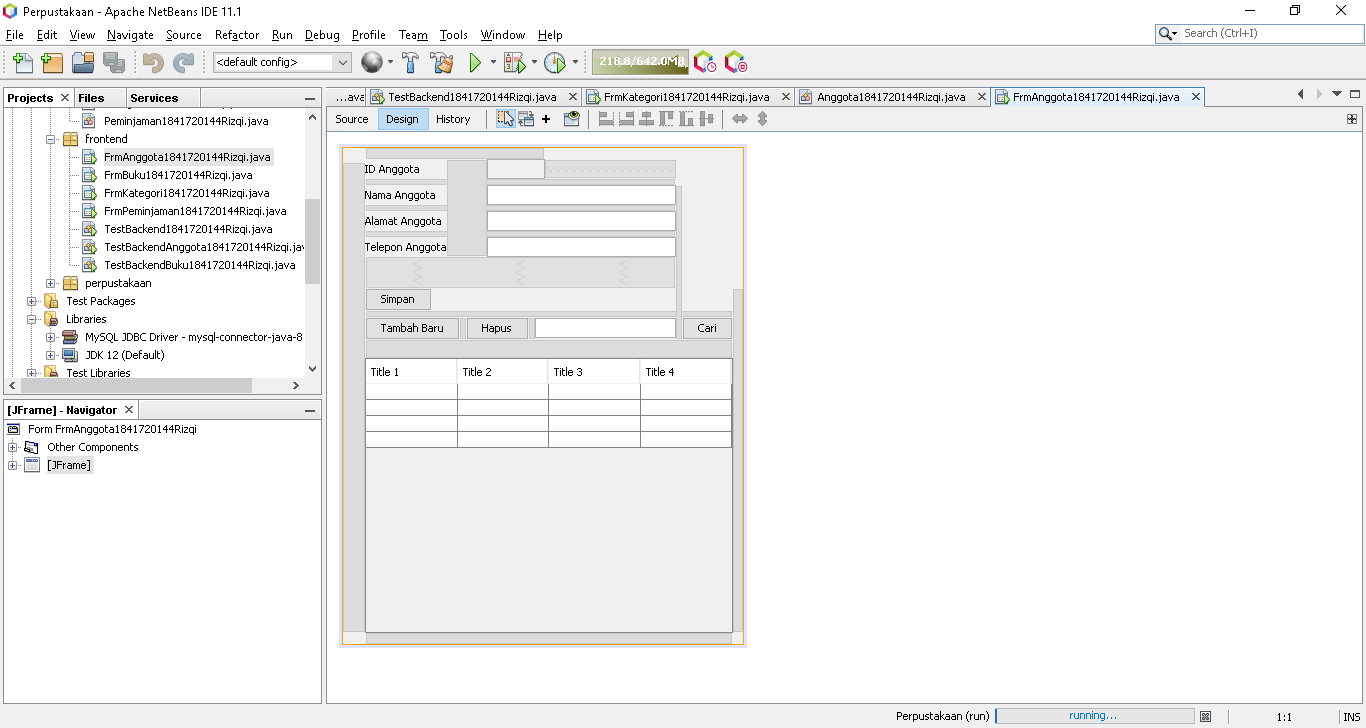 Perpustakaan - Apache NetBeans IDE 11.1
File Edit View Navigate Source Refactor Run Debug Profile Team Tools Window Help
Search (Ctrl+I)
<default config>
218.8/642.0MB
Projects Files Services
...ava TestBackend1841720144Rizqi.java FrmKategori1841720144Rizqi.java Anggota1841720144Rizqi.java FrmAnggota1841720144Rizqi.java
Source Design History
Peminjaman1841720144Rizqi.java
frontend
FrmAnggota1841720144Rizqi.java
FrmBuku1841720144Rizqi.java
FrmKategori1841720144Rizqi.java
FrmPeminjaman1841720144Rizqi.java
TestBackend1841720144Rizqi.java
TestBackendAnggota1841720144Rizqi.jav
TestBackendBuku1841720144Rizqi.java
perpustakaan
Test Packages
Libraries
MySQL JDBC Driver - mysql-connector-java-8
JDK 12 (Default)
Test Libraries
[JFrame] - Navigator
Form FrmAnggota1841720144Rizqi
Other Components
[JFrame]
ID Anggota
Nama Anggota
Alamat Anggota
Telepon Anggota
Simpan
Tambah Baru Hapus Cari
Title 1 Title 2 Title 3 Title 4
Perpustakaan (run) running... 1:1 INS